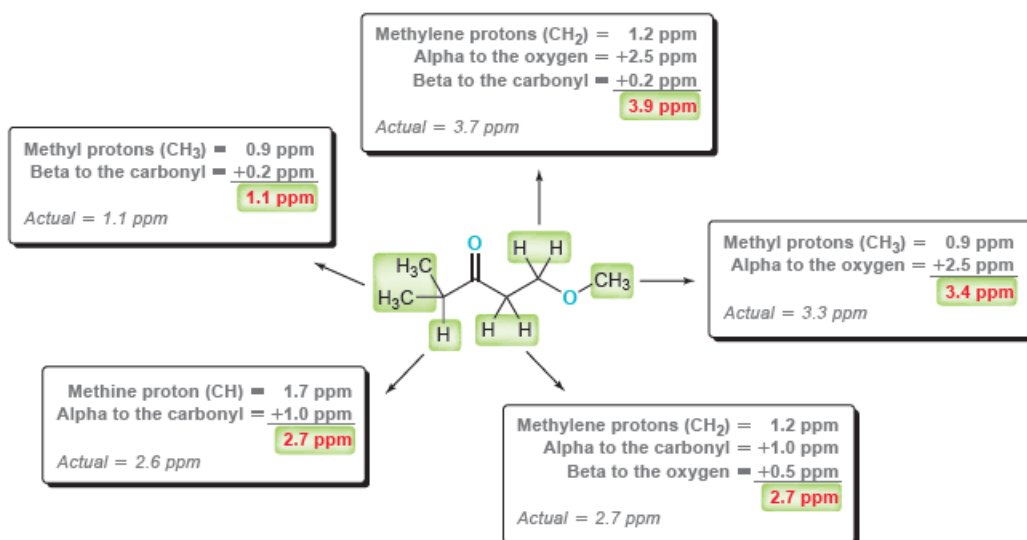 Methylene protons (CH₂) = 1.2 ppm
Alpha to the oxygen = +2.5 ppm
Beta to the carbonyl = +0.2 ppm
3.9 ppm
Actual = 3.7 ppm
Methyl protons (CH₃) = 0.9 ppm
Beta to the carbonyl = +0.2 ppm
1.1 ppm
Actual = 1.1 ppm
Methyl protons (CH₃) = 0.9 ppm
Alpha to the oxygen = +2.5 ppm
3.4 ppm
Actual = 3.3 ppm
O
H H
H₃C
CH₃
H₃C
O
H
H H
Methine proton (CH) = 1.7 ppm
Alpha to the carbonyl = +1.0 ppm
2.7 ppm
Actual = 2.6 ppm
Methylene protons (CH₂) = 1.2 ppm
Alpha to the carbonyl = +1.0 ppm
Beta to the oxygen = +0.5 ppm
2.7 ppm
Actual = 2.7 ppm